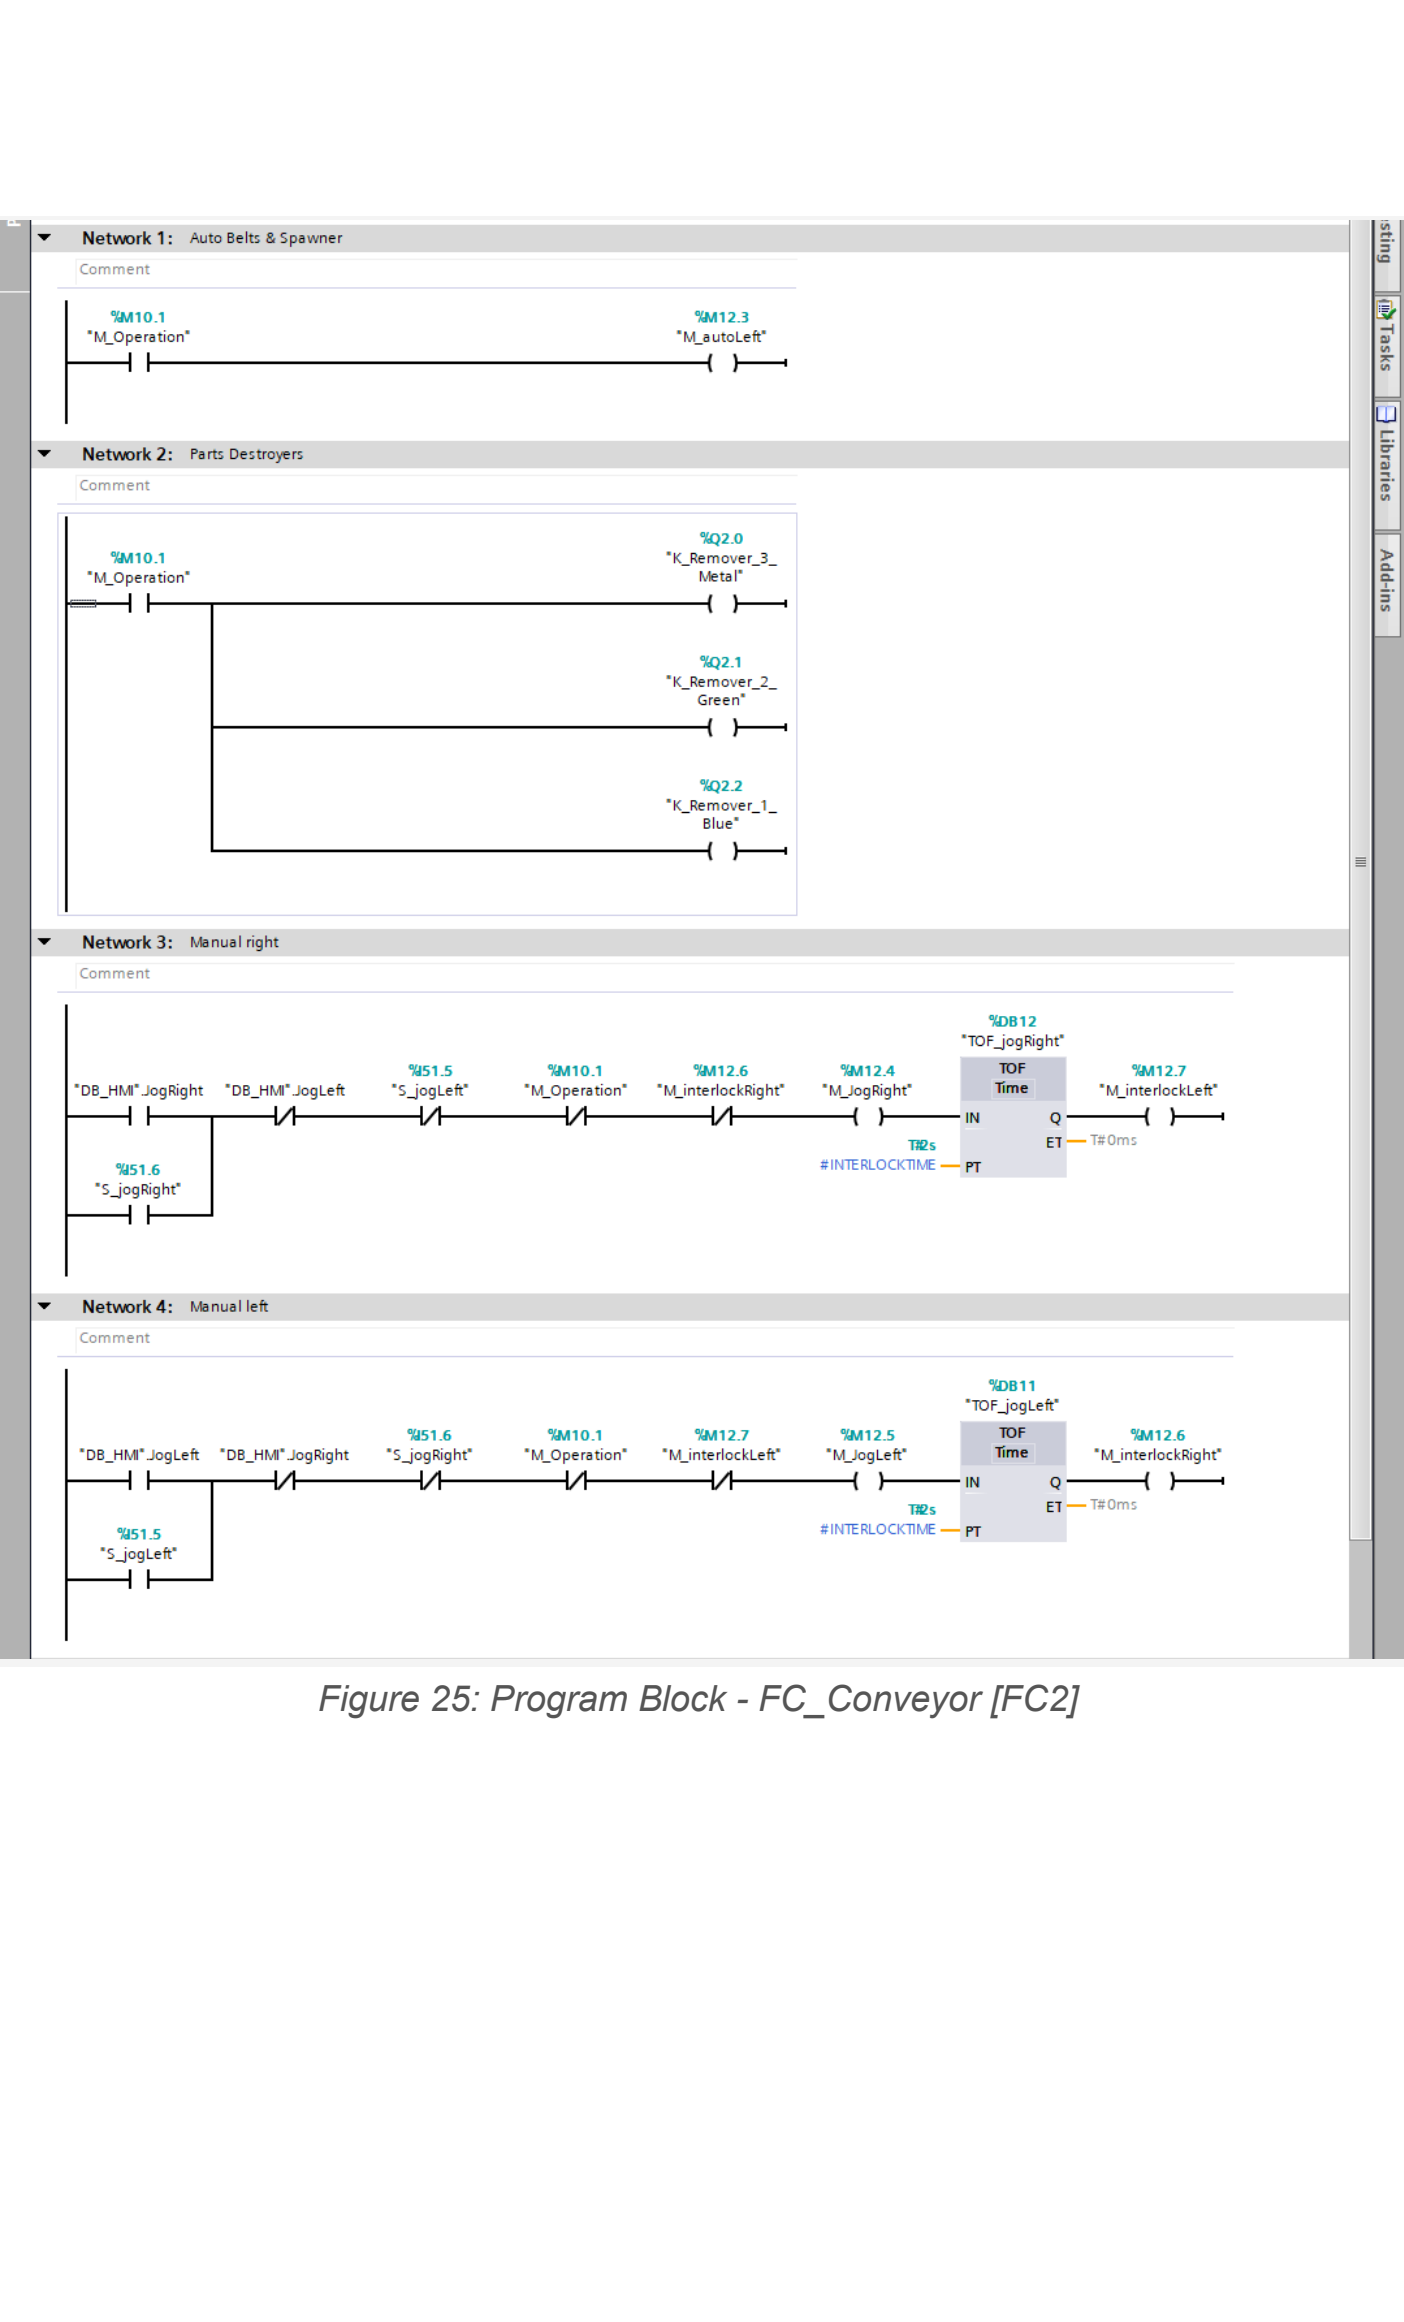 Network 1: Auto Belts & Spawner
Comment
%M10.1
"M_Operation"
%M12.3
"M_autoLeft"
Network 2: Parts Destroyers
Comment
%M10.1
"M_Operation"
%Q2.0
"K_Remover_3_
Metal"
%Q2.1
"K_Remover_2_
Green"
%Q2.2
"K_Remover_1_
Blue"
Network 3: Manual right
Comment
"DB_HMI".JogRight
"DB_HMI".JogLeft
%I51.5
"S_jogLeft"
%M10.1
"M_Operation"
%M12.6
"M_interlockRight"
%M12.4
"M_JogRight"
%DB12
"TOF_jogRight"
TOF
Time
IN Q
ET T#0ms
T#2s
#INTERLOCKTIME PT
%M12.7
"M_interlockLeft"
%I51.6
"S_jogRight"
Network 4: Manual left
Comment
"DB_HMI".JogLeft
"DB_HMI".JogRight
%I51.6
"S_jogRight"
%M10.1
"M_Operation"
%M12.7
"M_interlockLeft"
%M12.5
"M_JogLeft"
%DB11
"TOF_jogLeft"
TOF
Time
IN Q
ET T#0ms
T#2s
#INTERLOCKTIME PT
%M12.6
"M_interlockRight"
%I51.5
"S_jogLeft"
Tasks
Libraries
Add-ins
Figure 25: Program Block - FC_Conveyor [FC2]